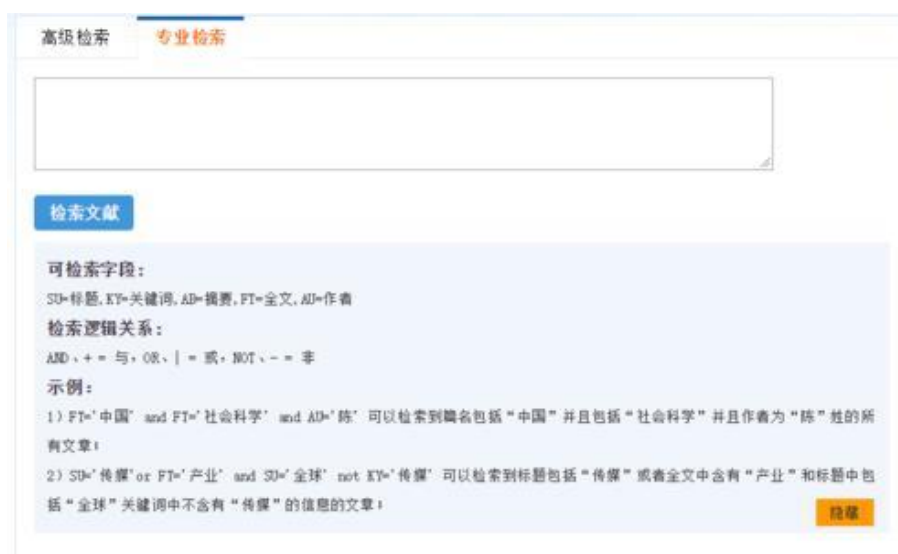 高级检索 专业检索
检索文献
可检索字段：
SU=标题,KY=关键词,AB=摘要,FT=全文,AU=作者
检索逻辑关系：
AND、+ = 与，OR、| = 或，NOT、- = 非
示例：
1）FT='中国' and FT='社会科学' and AU='陈' 可以检索到篇名包括“中国”并且包括“社会科学”并且作者为“陈”姓的所
有文章；
2）SU='传媒'or FT='产业' and SU='全球' not KY='传媒' 可以检索到标题包括“传媒”或者全文中含有“产业”和标题中包
括“全球”关键词中不含有“传媒”的信息的文章；
隐藏